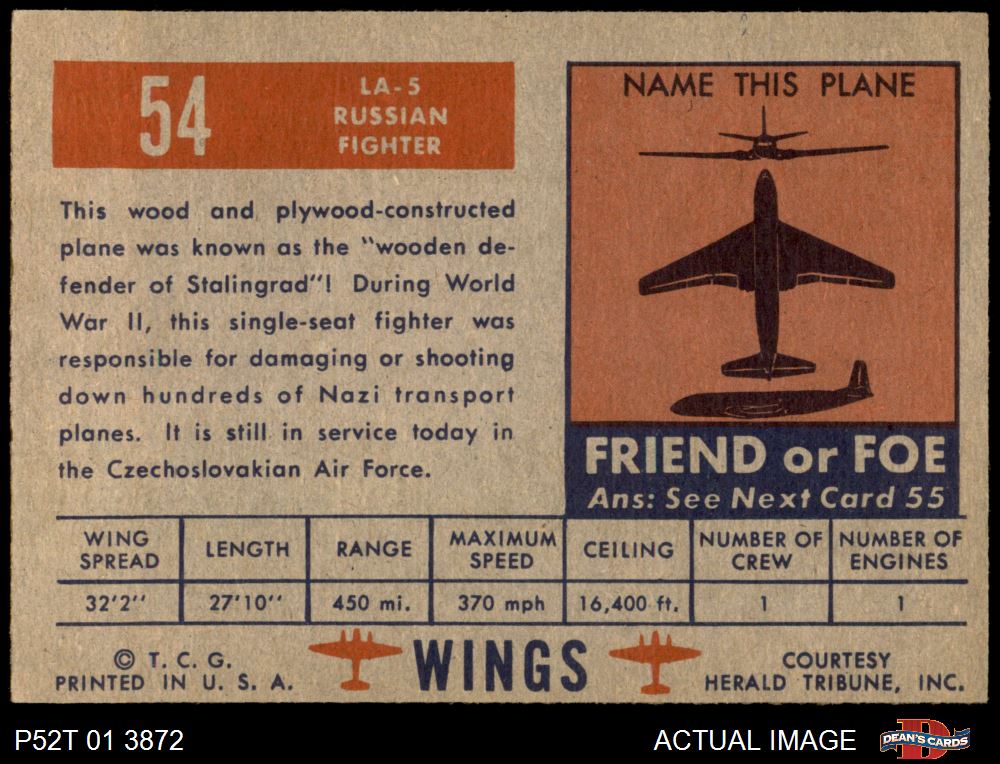 54
LA-5
RUSSIAN
FIGHTER
This wood and plywood-constructed
plane was known as the "wooden de-
fender of Stalingrad"! During World
War II, this single-seat fighter was
responsible for damaging or shooting
down hundreds of Nazi transport
planes. It is still in service today in
the Czechoslovakian Air Force.
NAME THIS PLANE
FRIEND or FOE
Ans: See Next Card 55
WING SPREAD
LENGTH
RANGE
MAXIMUM SPEED
CEILING
NUMBER OF CREW
NUMBER OF ENGINES
32'2"
27'10"
450 mi.
370 mph
16,400 ft.
1
1
© T. C. G.
PRINTED IN U. S. A.
WINGS
COURTESY
HERALD TRIBUNE, INC.
P52T 01 3872
ACTUAL IMAGE
D
DEAN'S CARDS